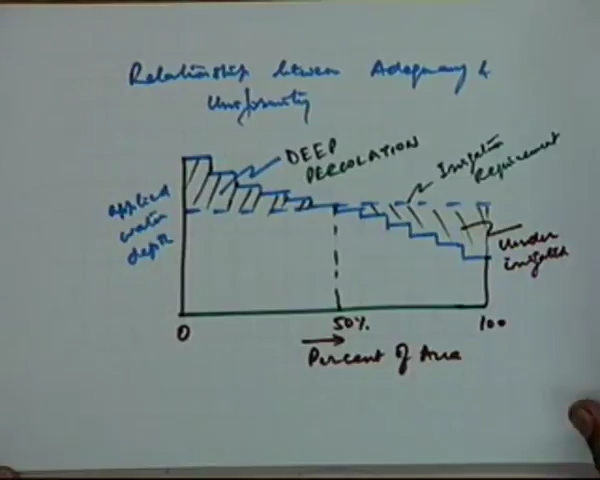 Relationship between Adequacy &
Uniformity
DEEP
PERCOLATION
Irrigation
Requirement
applied
water
depth
Under
irrigated
0
50%
100
Percent of Area